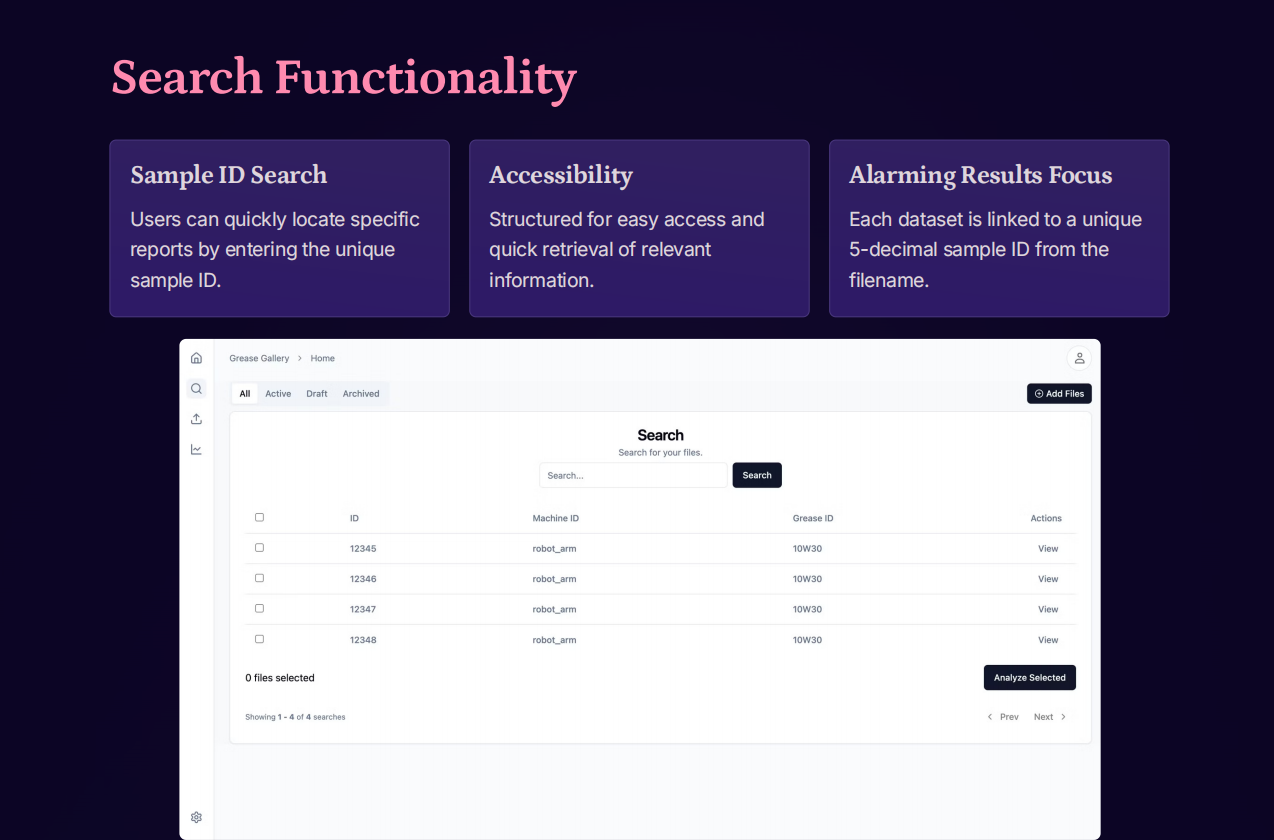 Search Functionality
Sample ID Search
Users can quickly locate specific
reports by entering the unique
sample ID.
Accessibility
Structured for easy access and
quick retrieval of relevant
information.
Alarming Results Focus
Each dataset is linked to a unique
5-decimal sample ID from the
filename.
Grease Gallery > Home
All Active Draft Archived
Add Files
Search
Search for your files.
Search... Search
ID Machine ID Grease ID Actions
12345 robot_arm 10W30 View
12346 robot_arm 10W30 View
12347 robot_arm 10W30 View
12348 robot_arm 10W30 View
0 files selected Analyze Selected
Showing 1 - 4 of 4 searches < Prev Next >